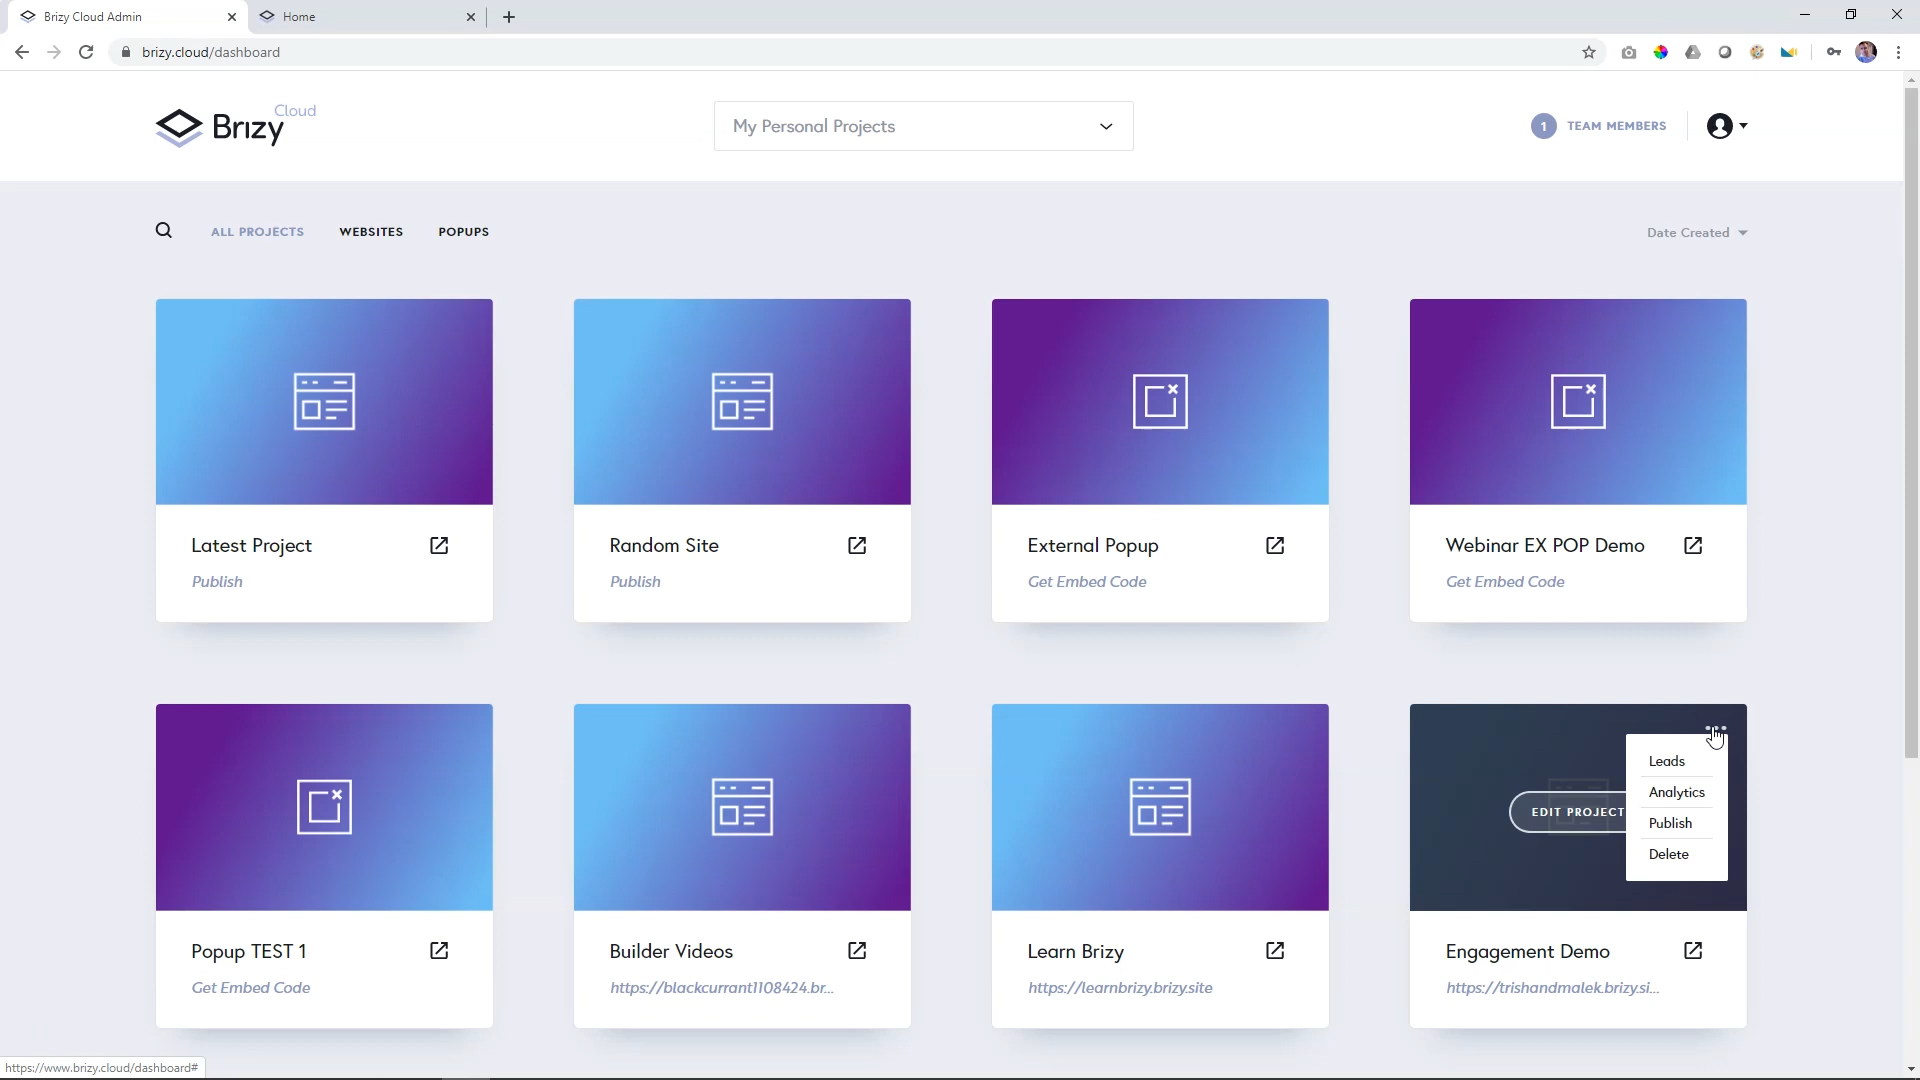 Brizy Cloud Admin
Home
brizy.cloud/dashboard
Brizy Cloud
My Personal Projects
1 TEAM MEMBERS
ALL PROJECTS WEBSITES POPUPS
Date Created
Latest Project
Publish
Random Site
Publish
External Popup
Get Embed Code
Webinar EX POP Demo
Get Embed Code
Popup TEST 1
Get Embed Code
Builder Videos
https://blackcurrant1108424.br...
Learn Brizy
https://learnbrizy.brizy.site
EDIT PROJECT
Leads
Analytics
Publish
Delete
Engagement Demo
https://trishandmalek.brizy.si...
https://www.brizy.cloud/dashboard#